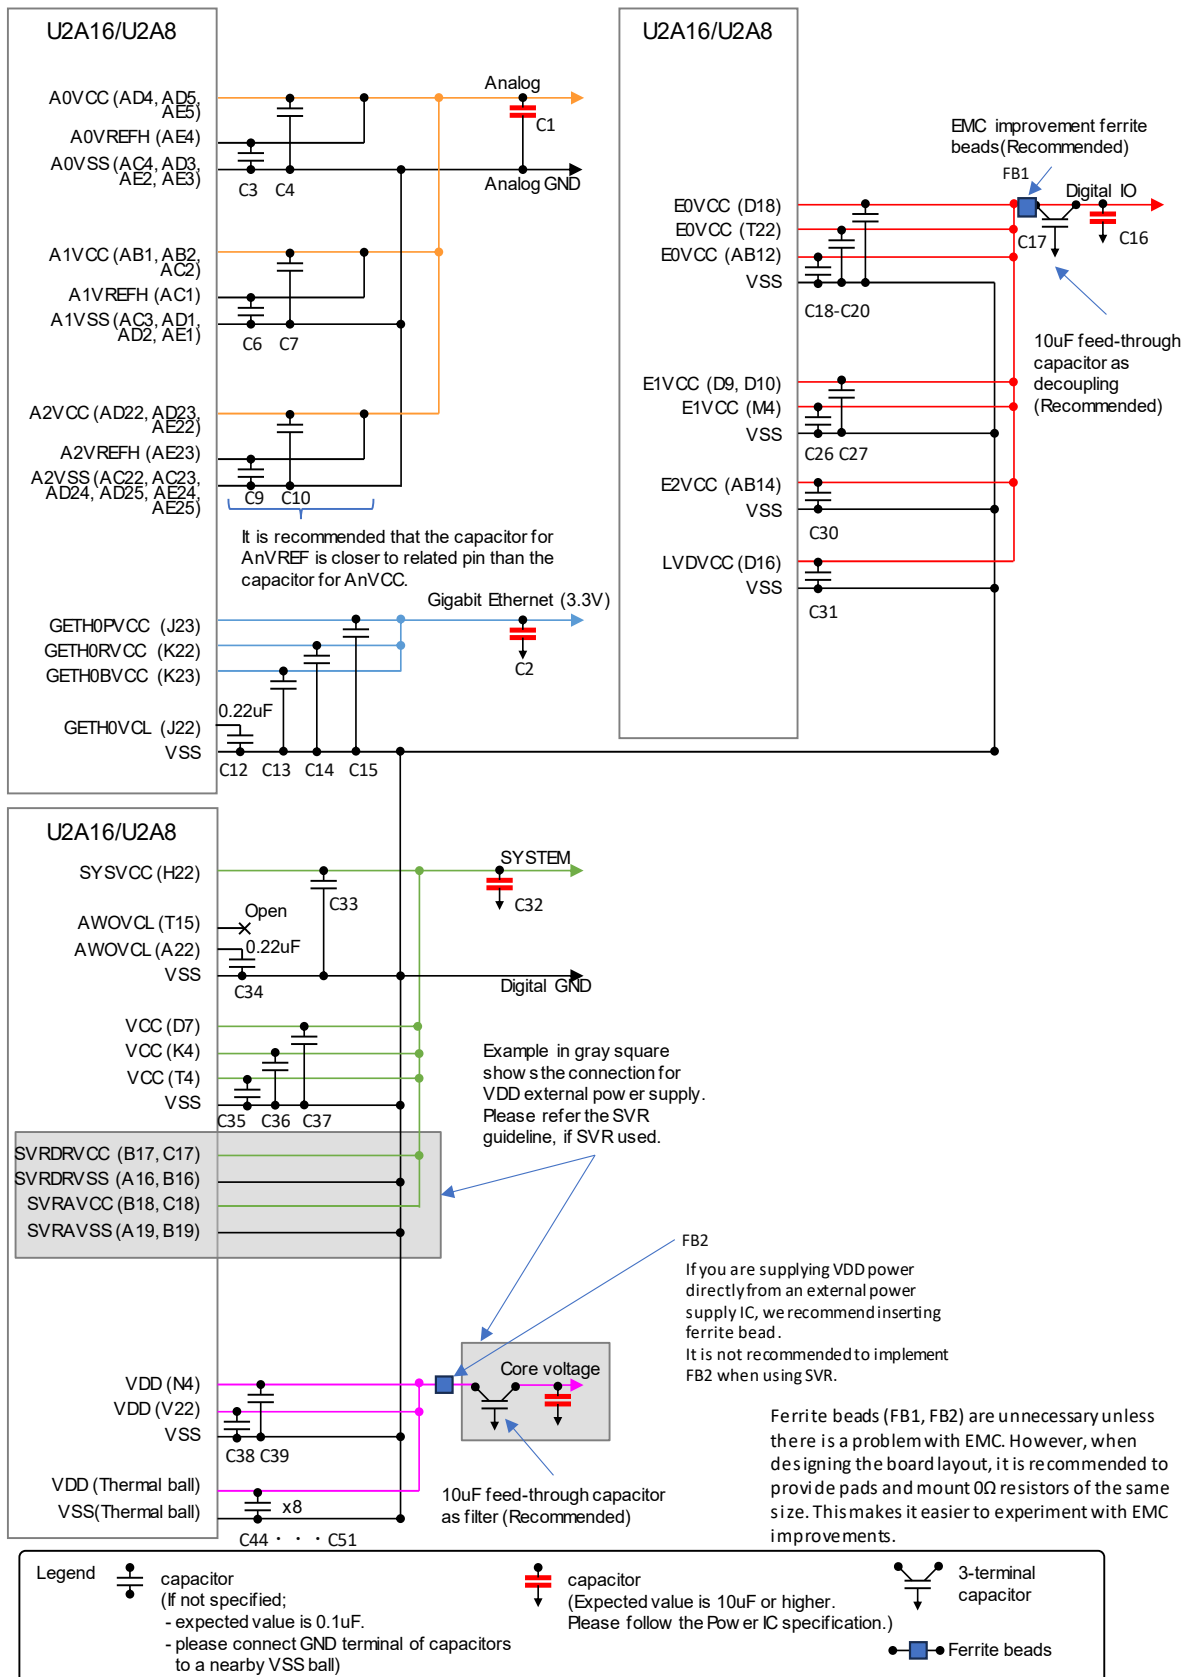 U2A16/U2A8
A0VCC (AD4, AD5,
AE5)
A0VREFH (AE4)
A0VSS (AC4, AD3,
AE2, AE3)
C3
C4
Analog
C1
Analog GND
A1VCC (AB1, AB2,
AC2)
A1VREFH (AC1)
A1VSS (AC3, AD1,
AD2, AE1)
C6
C7
A2VCC (AD22, AD23,
AE22)
A2VREFH (AE23)
A2VSS (AC22, AC23,
AD24, AD25, AE24,
AE25)
C9
C10
It is recommended that the capacitor for
AnVREF is closer to related pin than the
capacitor for AnVCC.
Gigabit Ethernet (3.3V)
GETH0PVCC (J23)
GETH0RVCC (K22)
GETH0BVCC (K23)
C2
0.22uF
GETH0VCL (J22)
VSS
C12
C13
C14
C15
U2A16/U2A8
EMC improvement ferrite
beads(Recommended)
FB1
Digital IO
E0VCC (D18)
E0VCC (T22)
E0VCC (AB12)
VSS
C17
C16
C18-C20
10uF feed-through
capacitor as
decoupling
(Recommended)
E1VCC (D9, D10)
E1VCC (M4)
VSS
C26
C27
E2VCC (AB14)
VSS
C30
LVDVCC (D16)
VSS
C31
U2A16/U2A8
SYSVCC (H22)
SYSTEM
C33
C32
AWOVCL (T15)
Open
AWOVCL (A22)
0.22uF
VSS
C34
Digital GND
VCC (D7)
VCC (K4)
VCC (T4)
VSS
C35
C36
C37
Example in gray square
shows the connection for
VDD external power supply.
Please refer the SVR
guideline, if SVR used.
SVRDRVCC (B17, C17)
SVRDRVSS (A16, B16)
SVRAVCC (B18, C18)
SVRAVSS (A19, B19)
FB2
If you are supplying VDD power
directly from an external power
supply IC, we recommend inserting
ferrite bead.
It is not recommended to implement
FB2 when using SVR.
Core voltage
VDD (N4)
VDD (V22)
VSS
C38
C39
VDD (Thermal ball)
VSS(Thermal ball)
x8
C44 · · · C51
10uF feed-through capacitor
as filter (Recommended)
Ferrite beads (FB1, FB2) are unnecessary unless
there is a problem with EMC. However, when
designing the board layout, it is recommended to
provide pads and mount 0Ω resistors of the same
size. This makes it easier to experiment with EMC
improvements.
Legend
capacitor
(If not specified;
- expected value is 0.1uF.
- please connect GND terminal of capacitors
to a nearby VSS ball)
capacitor
(Expected value is 10uF or higher.
Please follow the Power IC specification.)
3-terminal
capacitor
Ferrite beads